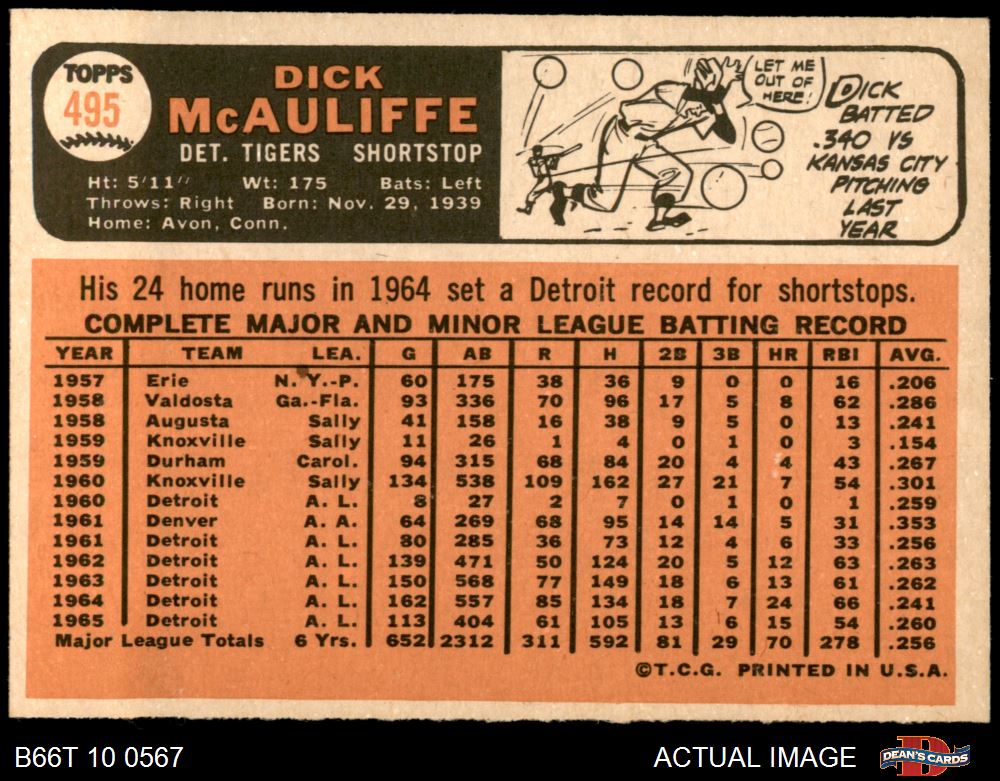 TOPPS
495
DICK
McAULIFFE
DET. TIGERS SHORTSTOP
Ht: 5'11" Wt: 175 Bats: Left
Throws: Right Born: Nov. 29, 1939
Home: Avon, Conn.
LET ME
OUT OF
HERE!
DICK
BATTED
.340 VS
KANSAS CITY
PITCHING
LAST
YEAR
His 24 home runs in 1964 set a Detroit record for shortstops.
COMPLETE MAJOR AND MINOR LEAGUE BATTING RECORD
YEAR TEAM LEA. G AB R H 2B 3B HR RBI AVG.
1957 Erie N. Y.-P. 60 175 38 36 9 0 0 16 .206
1958 Valdosta Ga.-Fla. 93 336 70 96 17 5 8 62 .286
1958 Augusta Sally 41 158 16 38 9 5 0 13 .241
1959 Knoxville Sally 11 26 1 4 0 1 0 3 .154
1959 Durham Carol. 94 315 68 84 20 4 4 43 .267
1960 Knoxville Sally 134 538 109 162 27 21 7 54 .301
1960 Detroit A. L. 8 27 2 7 0 1 0 1 .259
1961 Denver A. A. 64 269 68 95 14 14 5 31 .353
1961 Detroit A. L. 80 285 36 73 12 4 6 33 .256
1962 Detroit A. L. 139 471 50 124 20 5 12 63 .263
1963 Detroit A. L. 150 568 77 149 18 6 13 61 .262
1964 Detroit A. L. 162 557 85 134 18 7 24 66 .241
1965 Detroit A. L. 113 404 61 105 13 6 15 54 .260
Major League Totals 6 Yrs. 652 2312 311 592 81 29 70 278 .256
©T.C.G. PRINTED IN U.S.A.
B66T 10 0567 ACTUAL IMAGE DEAN'S CARDS